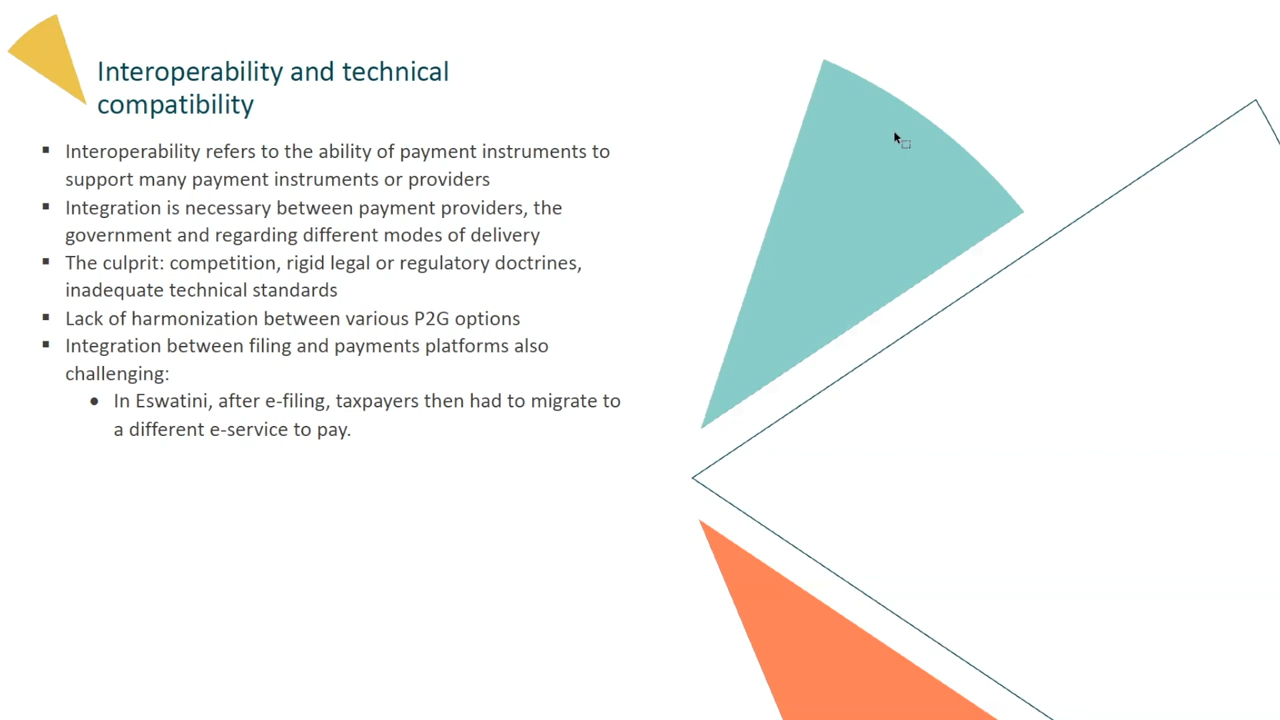 Interoperability and technical
compatibility
▪ Interoperability refers to the ability of payment instruments to
support many payment instruments or providers
▪ Integration is necessary between payment providers, the
government and regarding different modes of delivery
▪ The culprit: competition, rigid legal or regulatory doctrines,
inadequate technical standards
▪ Lack of harmonization between various P2G options
▪ Integration between filing and payments platforms also
challenging:
● In Eswatini, after e-filing, taxpayers then had to migrate to
a different e-service to pay.